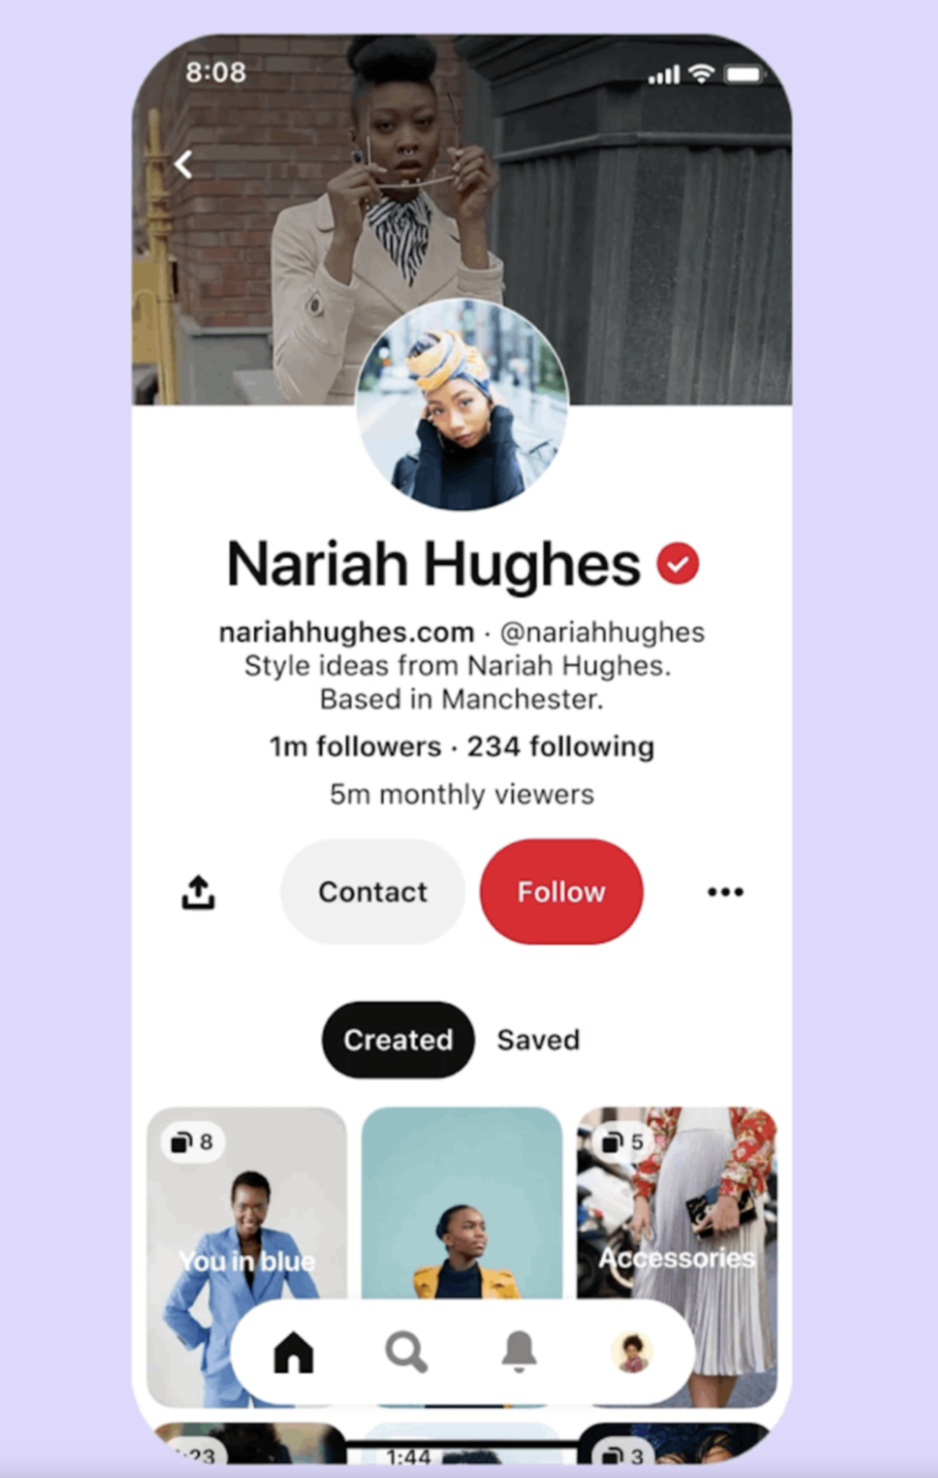 8:08
Nariah Hughes
nariahhughes.com · @nariahhughes
Style ideas from Nariah Hughes.
Based in Manchester.
1m followers · 234 following
5m monthly viewers
Contact
Follow
Created
Saved
8
5
You in blue
Accessories
:23
1:44
3